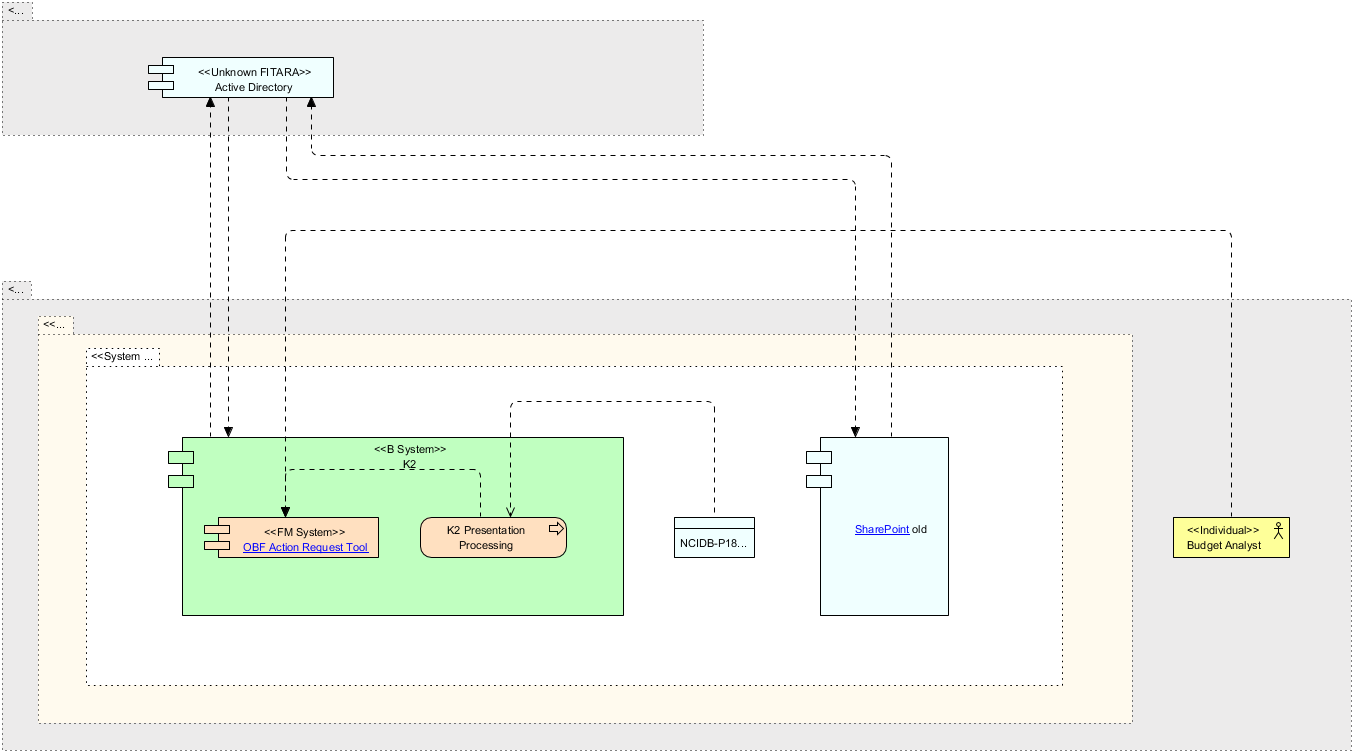 <...
<<Unknown FITARA>>
Active Directory
<...
<<...
<<System ...
<<B System>>
K2
<<FM System>>
OBF Action Request Tool
K2 Presentation
Processing
NCIDB-P18...
SharePoint old
<<Individual>>
Budget Analyst